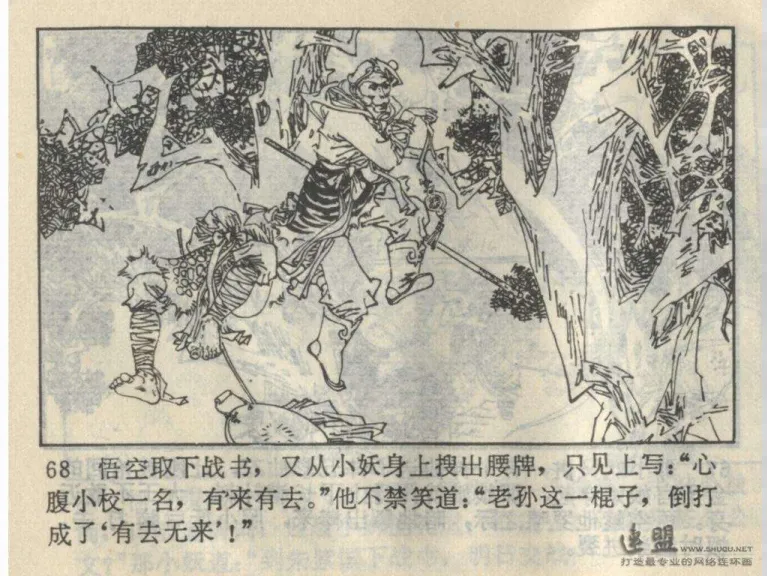 68 悟空取下战书，又从小妖身上搜出腰牌，只见上写：“心
腹小校一名，有来有去。”他不禁笑道：“老孙这一棍子，倒打
成了‘有去无来’！”
连盟 WWW.SHUQU.NET
打造最专业的网络连环画